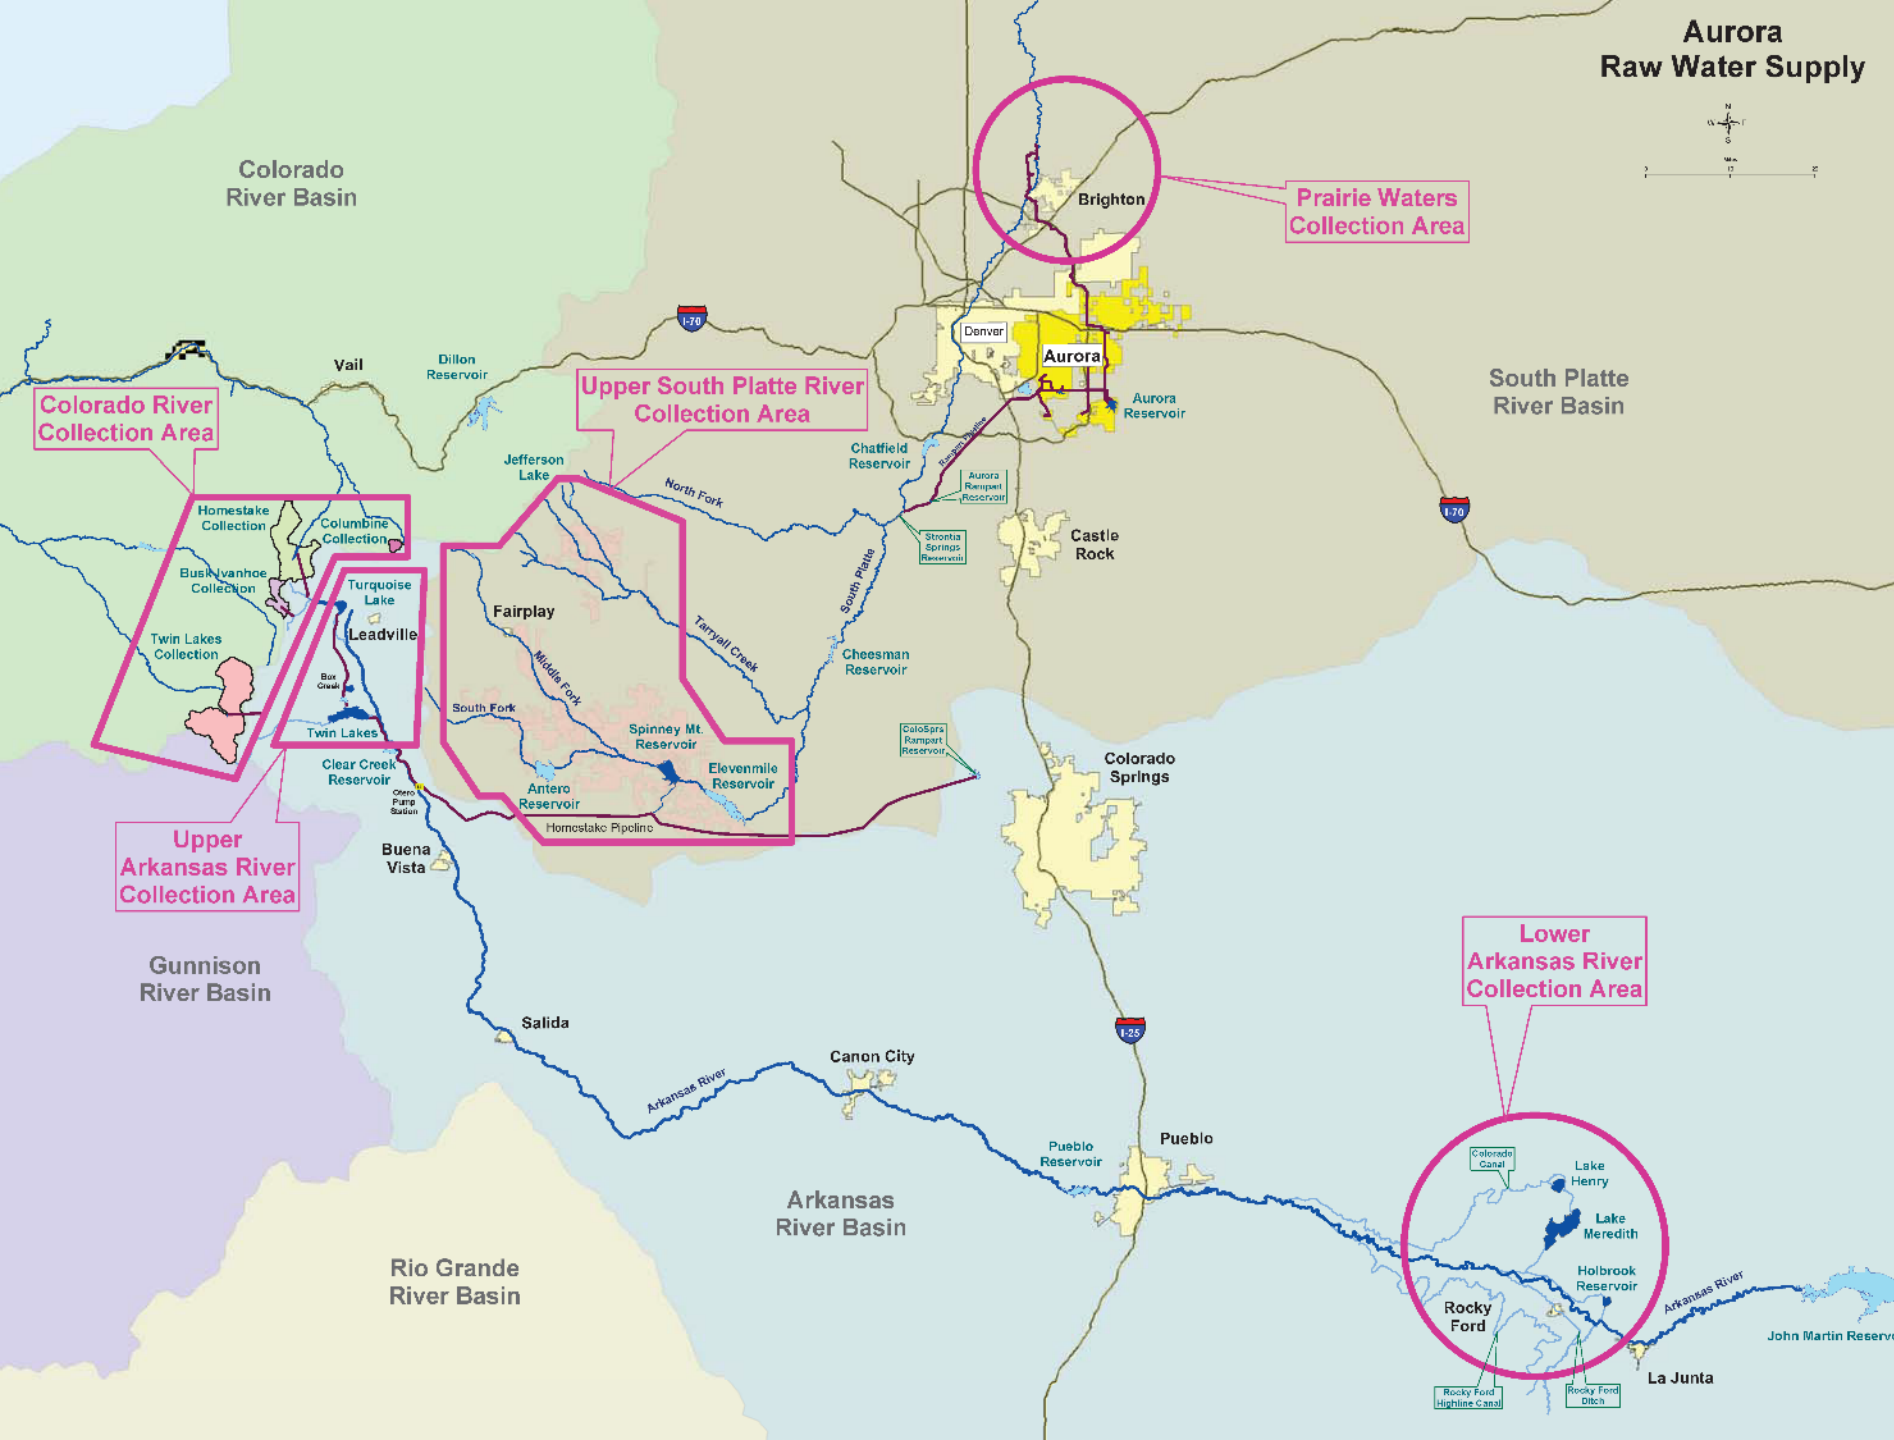 Aurora
Raw Water Supply
N
W
S
Colorado
River Basin
Brighton
Prairie Waters
Collection Area
I-70
Denver
Aurora
Vail
Dillon
Reservoir
Upper South Platte River
Collection Area
South Platte
River Basin
Aurora
Reservoir
Colorado River
Collection Area
Rampart Pipeline
Chatfield
Reservoir
Jefferson
Lake
North Fork
Aurora
Rampart
Reservoir
I-70
Homestake
Collection
Columbine
Collection
Strontia
Springs
Reservoir
Castle
Rock
Busk Ivanhoe
Collection
Turquoise
Lake
South Platte
Fairplay
Leadville
Tarryall Creek
Twin Lakes
Collection
Cheesman
Reservoir
Middle Fork
Box
Creek
South Fork
Twin Lakes
Spinney Mt.
Reservoir
ColoSprs
Rampart
Reservoir
Clear Creek
Reservoir
Elevenmile
Reservoir
Colorado
Springs
Antero
Reservoir
Otero
Pump
Station
Homestake Pipeline
Upper
Arkansas River
Collection Area
Buena
Vista
Lower
Arkansas River
Collection Area
Gunnison
River Basin
Salida
I-25
Canon City
Arkansas River
Pueblo
Pueblo
Reservoir
Colorado
Canal
Lake
Henry
Arkansas
River Basin
Lake
Meredith
Rio Grande
River Basin
Holbrook
Reservoir
Arkansas River
Rocky
Ford
John Martin Reserv
La Junta
Rocky Ford
Highline Canal
Rocky Ford
Ditch